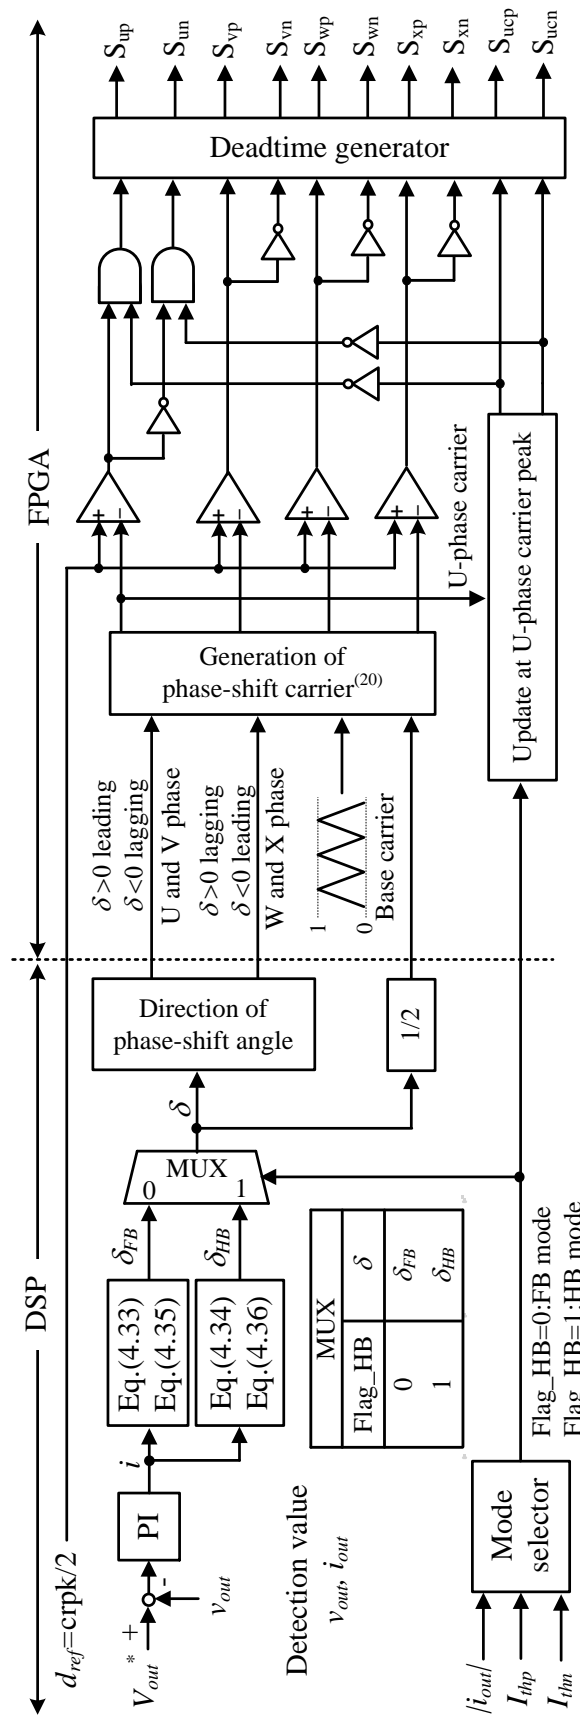 DSP
FPGA
d_ref=crpk/2
V_out* +
-
v_out
PI
i
Eq.(4.33)
Eq.(4.35)
Eq.(4.34)
Eq.(4.36)
δ_FB
δ_HB
0
1
MUX
δ
Direction of
phase-shift angle
1/2
δ>0 leading
δ<0 lagging
U and V phase
δ>0 lagging
δ<0 leading
W and X phase
1
0
Base carrier
Generation of
phase-shift carrier(20)
+
−
+
−
+
−
+
−
U-phase carrier
Update at U-phase carrier peak
Deadtime generator
S_up
S_un
S_vp
S_vn
S_wp
S_wn
S_xp
S_xn
S_ucp
S_ucn
Detection value
v_out, i_out
MUX
Flag_HB δ
0 δ_FB
1 δ_HB
|i_out|
I_thp
I_thn
Mode
selector
Flag_HB=0:FB mode
Flag_HB=1:HB mode